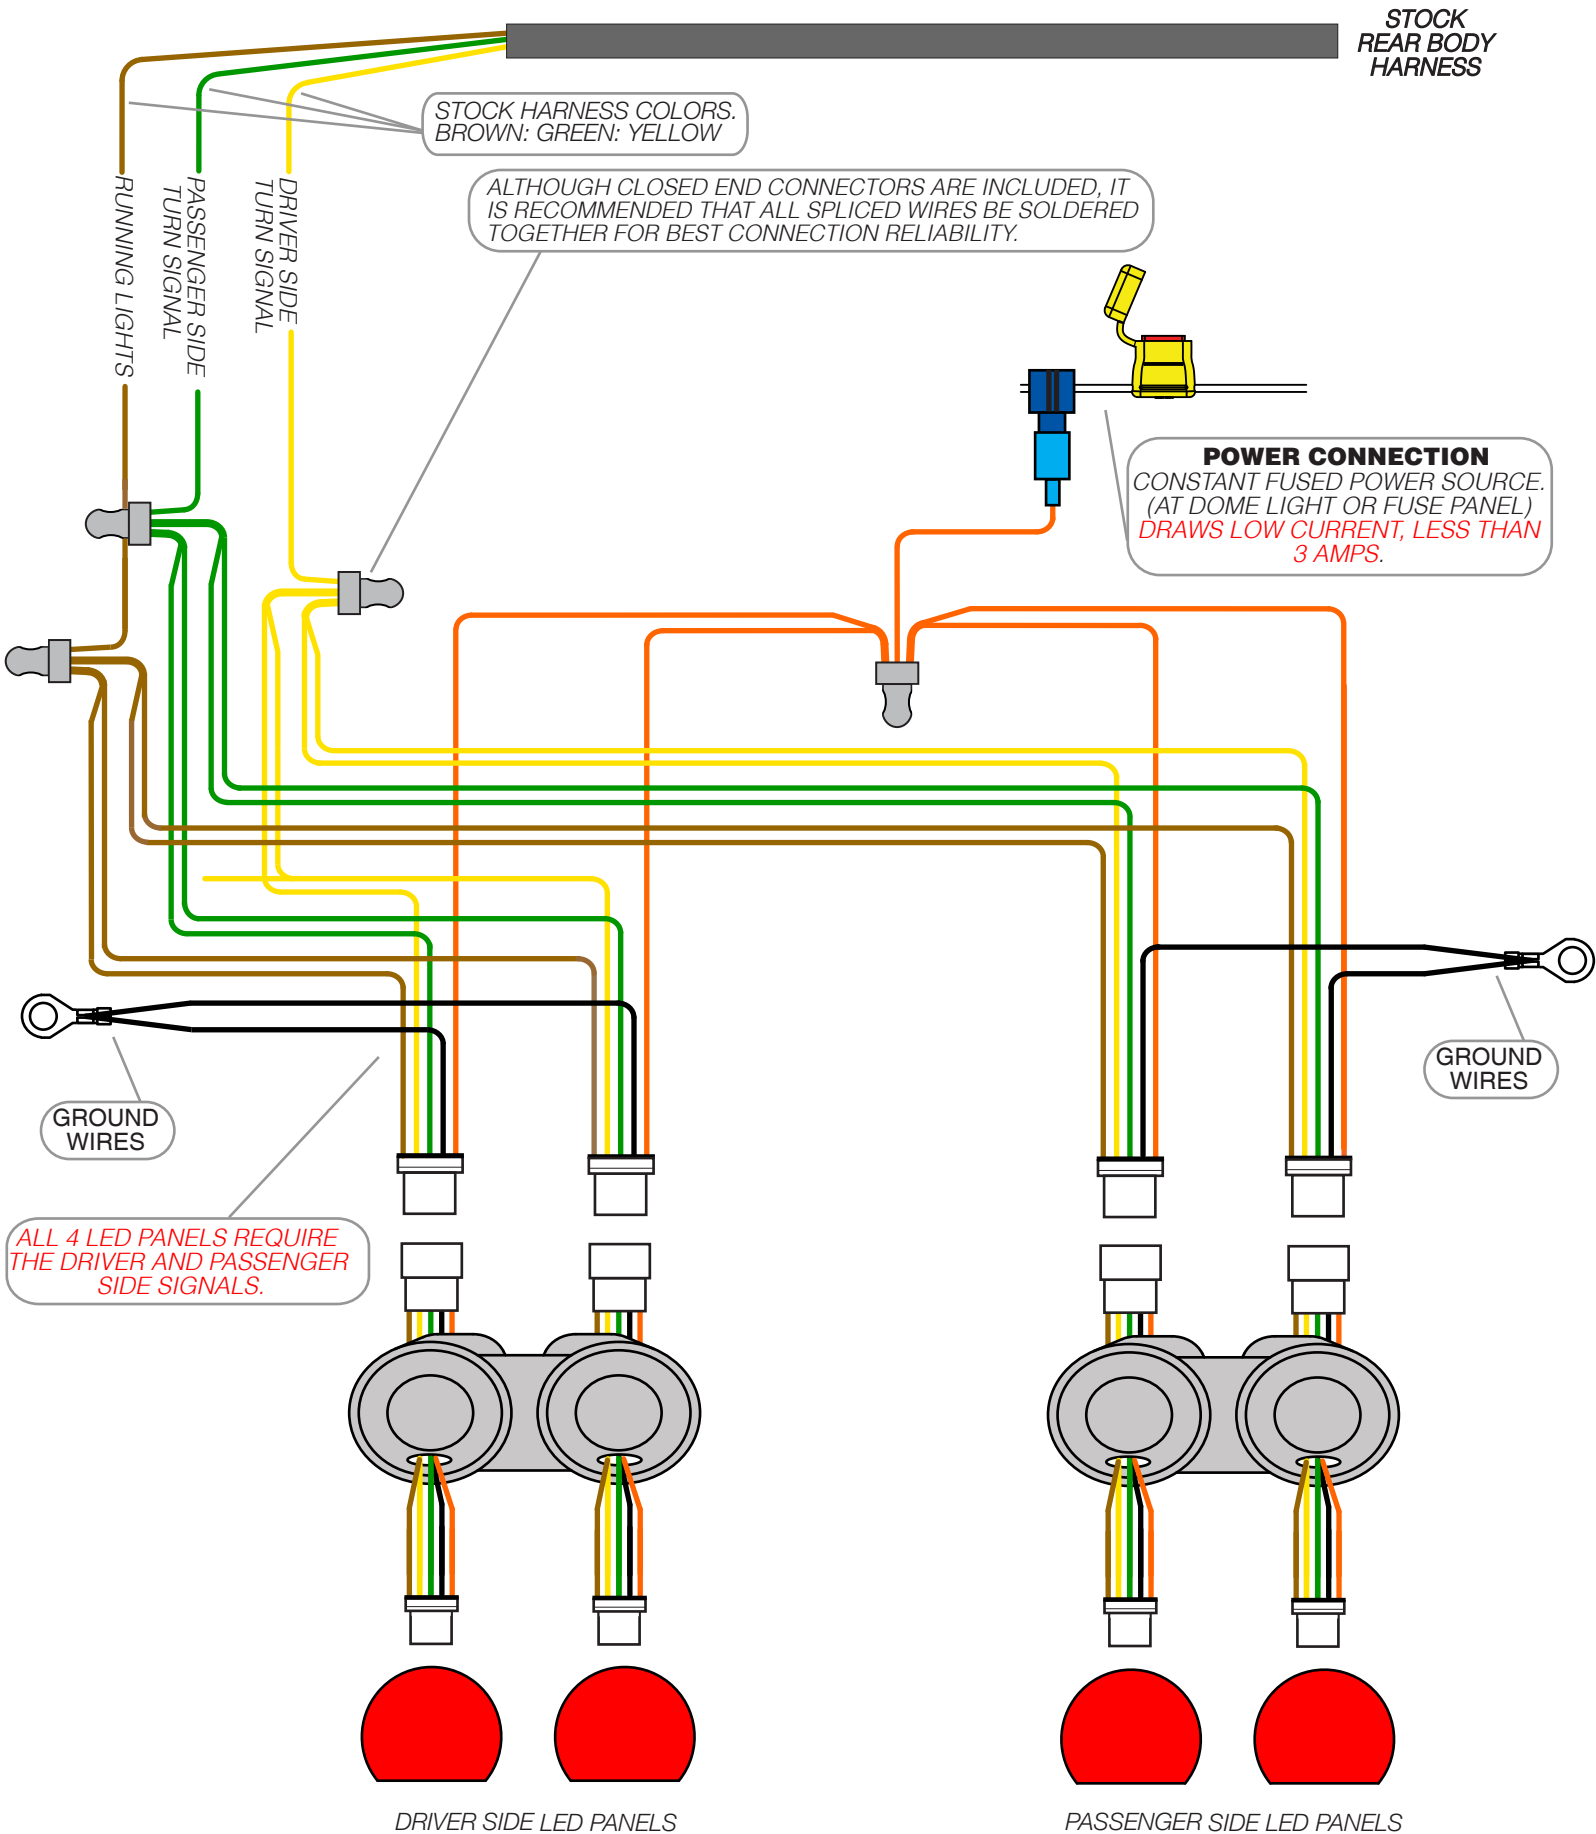 STOCK
REAR BODY
HARNESS
STOCK HARNESS COLORS.
BROWN: GREEN: YELLOW
RUNNING LIGHTS
PASSENGER SIDE
TURN SIGNAL
DRIVER SIDE
TURN SIGNAL
ALTHOUGH CLOSED END CONNECTORS ARE INCLUDED, IT
IS RECOMMENDED THAT ALL SPLICED WIRES BE SOLDERED
TOGETHER FOR BEST CONNECTION RELIABILITY.
POWER CONNECTION
CONSTANT FUSED POWER SOURCE.
(AT DOME LIGHT OR FUSE PANEL)
DRAWS LOW CURRENT, LESS THAN
3 AMPS.
GROUND
WIRES
GROUND
WIRES
ALL 4 LED PANELS REQUIRE
THE DRIVER AND PASSENGER
SIDE SIGNALS.
DRIVER SIDE LED PANELS
PASSENGER SIDE LED PANELS